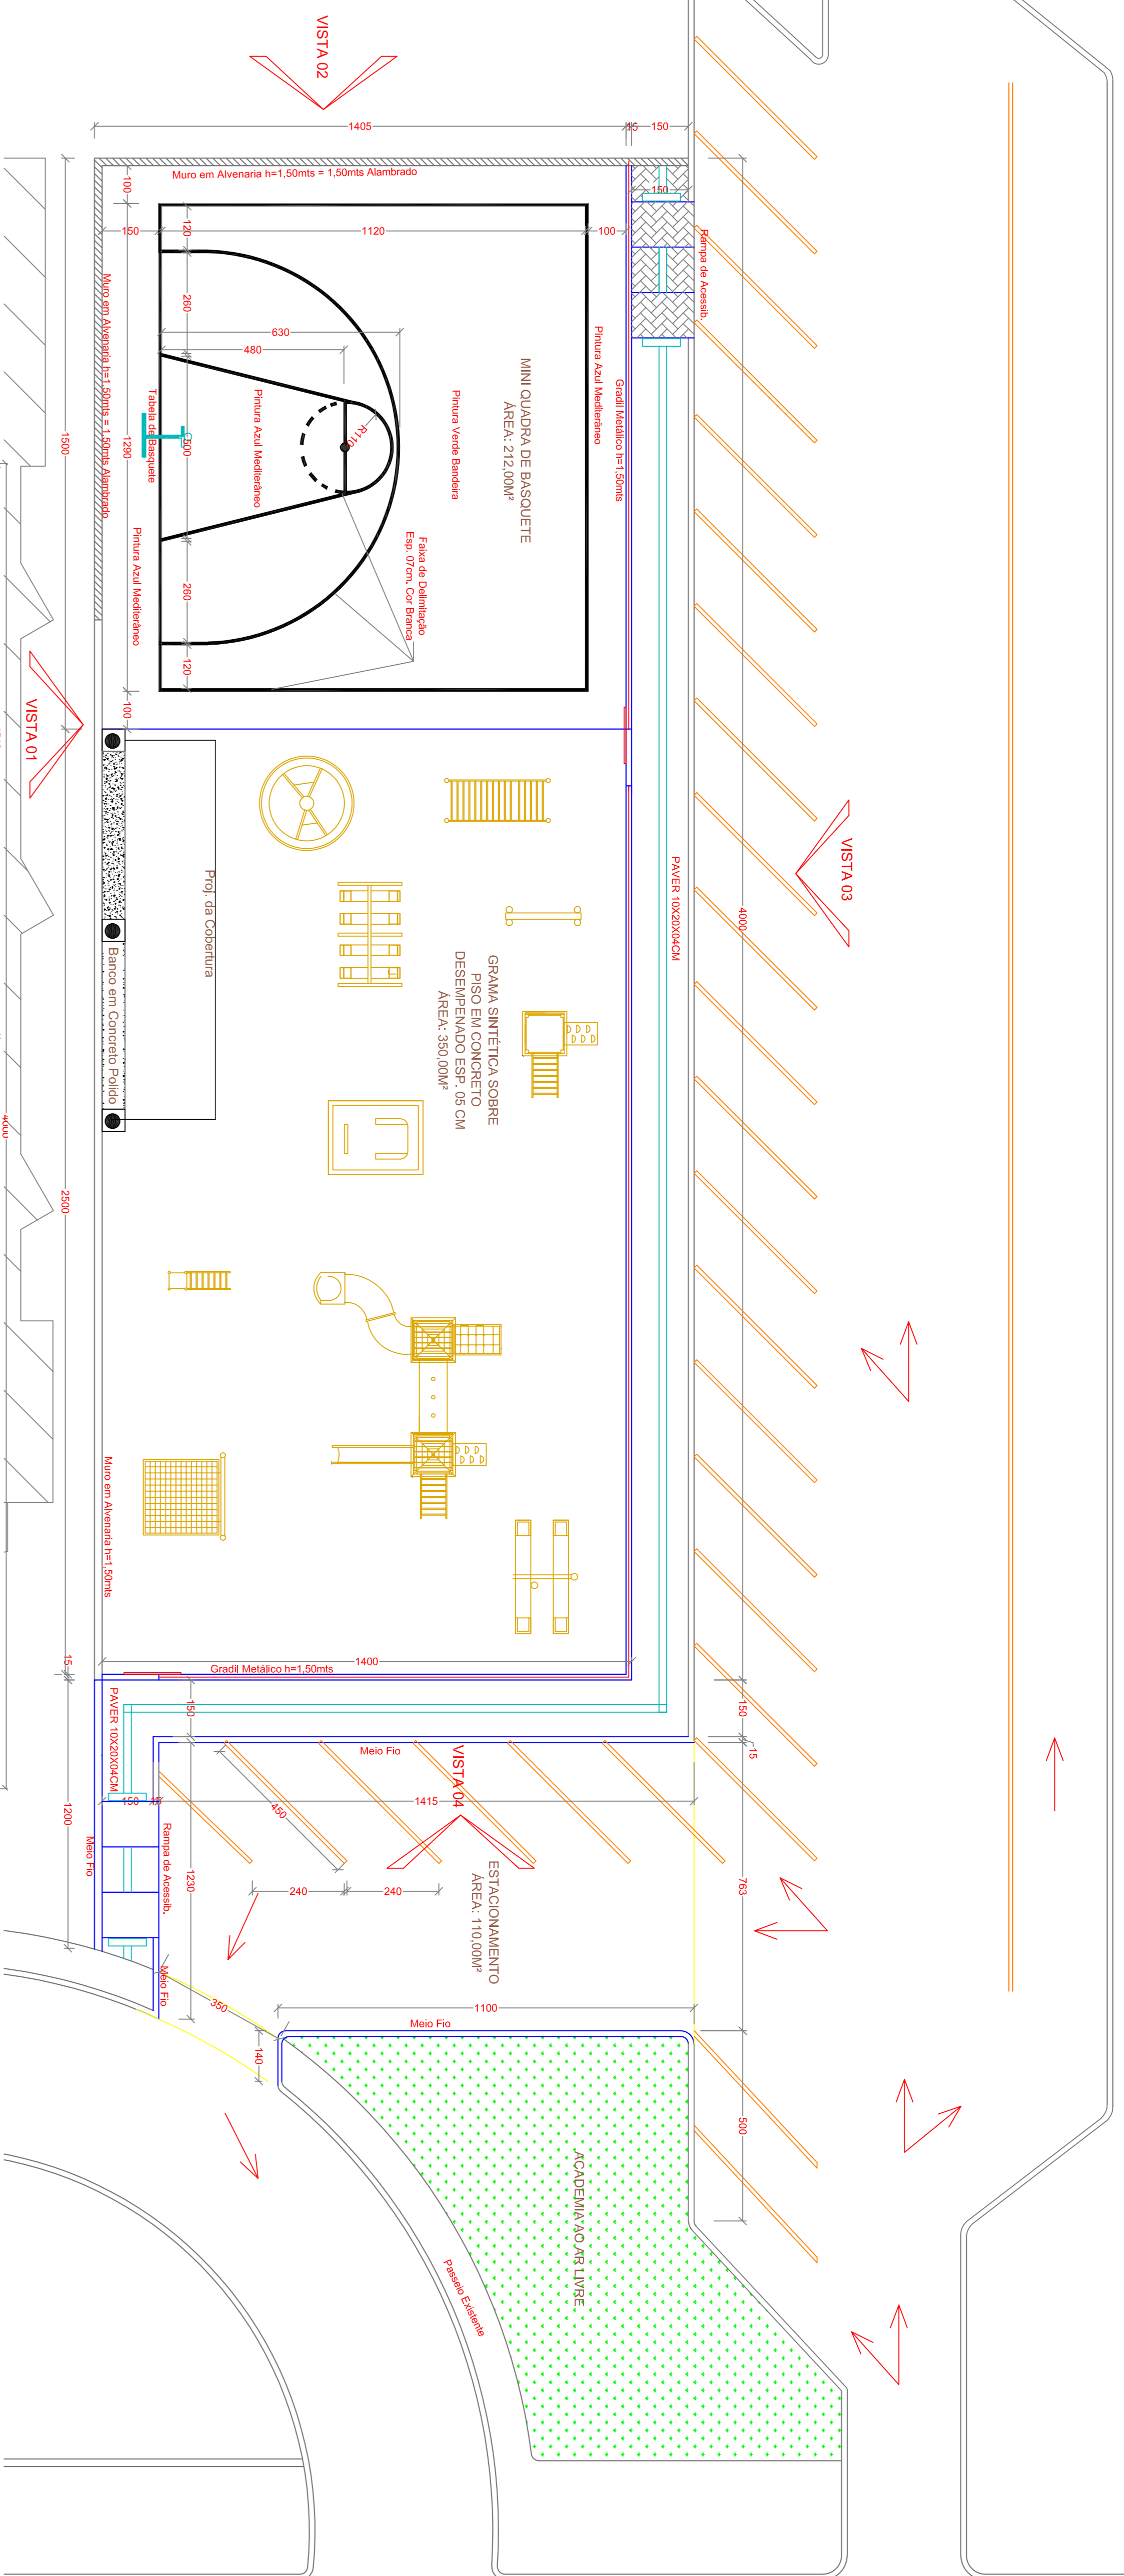 VISTA 02
1405
15
150
150
100
Muro em Alvenaria h=1,50mts = 1,50mts Alambrado
Rampa de Acessib.
120
150
1120
100
Muro em Alvenaria h=1,50mts = 1,50mts Alambrado
260
630
480
Pintura Azul Mediterâneo
Gradil Metálico h=1,50mts
MINI QUADRA DE BASQUETE
ÁREA: 212,00M²
Pintura Verde Bandeira
Pintura Azul Mediterâneo
Tabela de Basquete
R110
500
1500
1290
Pintura Azul Mediterâneo
Faixa de Delimitação
Esp. 07cm, Cor Branca
260
120
100
VISTA 01
VISTA 03
4000
PAVER 10X20X04CM
Proj. da Cobertura
Banco em Concreto Polido
GRAMA SINTÉTICA SOBRE
PISO EM CONCRETO
DESEMPENADO ESP. 05 CM
ÁREA: 350,00M²
4000
2500
Muro em Alvenaria h=1,50mts
15
1400
Gradil Metálico h=1,50mts
150
150
15
PAVER 10X20X04CM
Meio Fio
VISTA 04
450
150
15
1415
1200
Meio Fio
Rampa de Acessib.
1230
240
240
ESTACIONAMENTO
ÁREA: 110,00M²
763
Meio Fio
350
1100
Meio Fio
140
500
ACADEMIA AO AR LIVRE
Passeio Existente